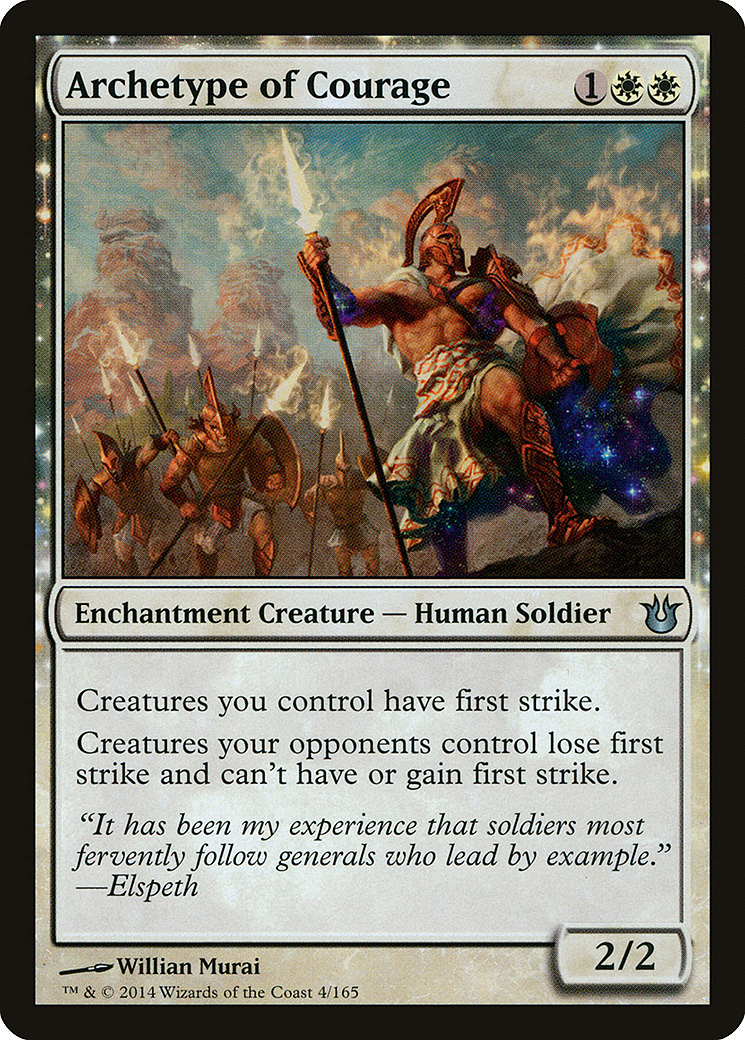 Archetype of Courage 1
Enchantment Creature — Human Soldier
Creatures you control have first strike.
Creatures your opponents control lose first
strike and can't have or gain first strike.
“It has been my experience that soldiers most
fervently follow generals who lead by example.”
—Elspeth
2/2
Willian Murai
™ & © 2014 Wizards of the Coast 4/165